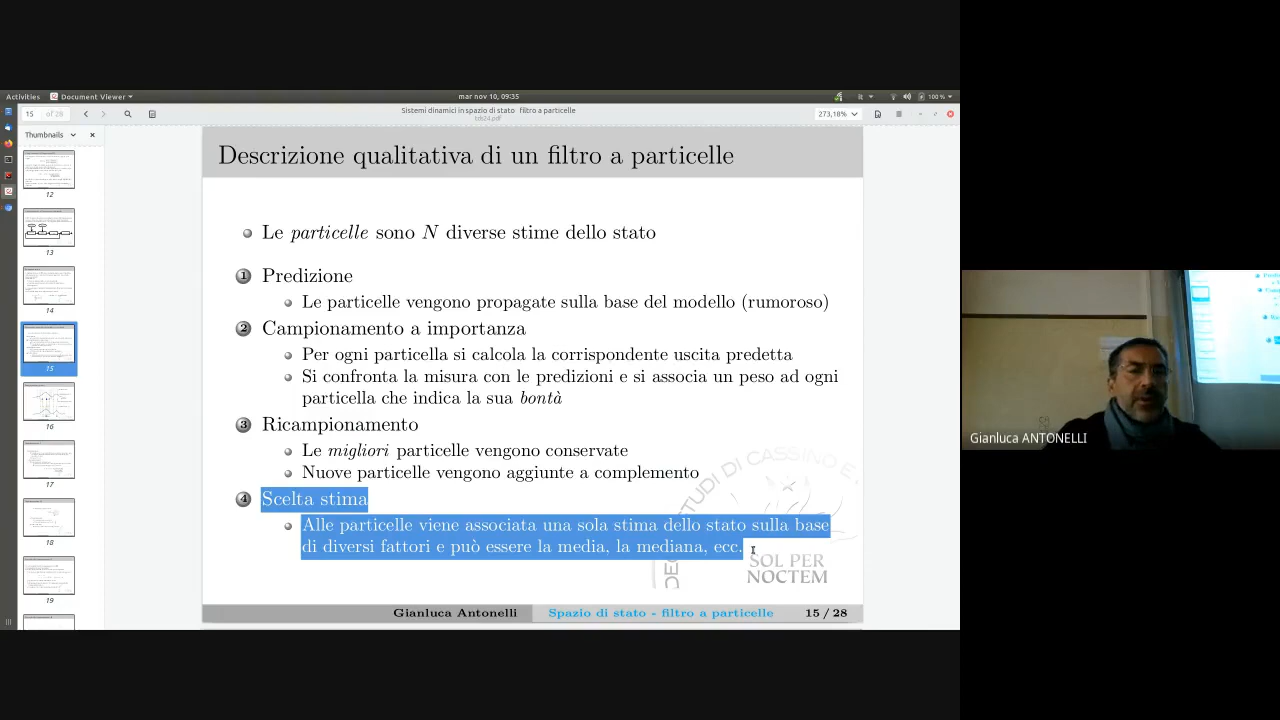 Activities Document Viewer mar nov 10, 09:35 100 %
15 of 28 Sistemi dinamici in spazio di stato filtro a particelle 273,18%
tds24.pdf
Thumbnails
12
13
14
15
16
17
18
19
Descrizione qualitativa di un filtro a particelle
Le particelle sono N diverse stime dello stato
1 Predizione
Le particelle vengono propagate sulla base del modello (rumoroso)
2 Campionamento a importanza
Per ogni particella si calcola la corrispondente uscita predetta
Si confronta la misura con le predizioni e si associa un peso ad ogni
particella che indica la sua bontà
3 Ricampionamento
Le migliori particelle vengono conservate
Nuove particelle vengono aggiunte a complemento
4 Scelta stima
Alle particelle viene associata una sola stima dello stato sulla base
di diversi fattori e può essere la media, la mediana, ecc.
STUDI DI CASSINO E
SOL PER
NOCTEM
Gianluca Antonelli Spazio di stato - filtro a particelle 15 / 28
Gianluca ANTONELLI